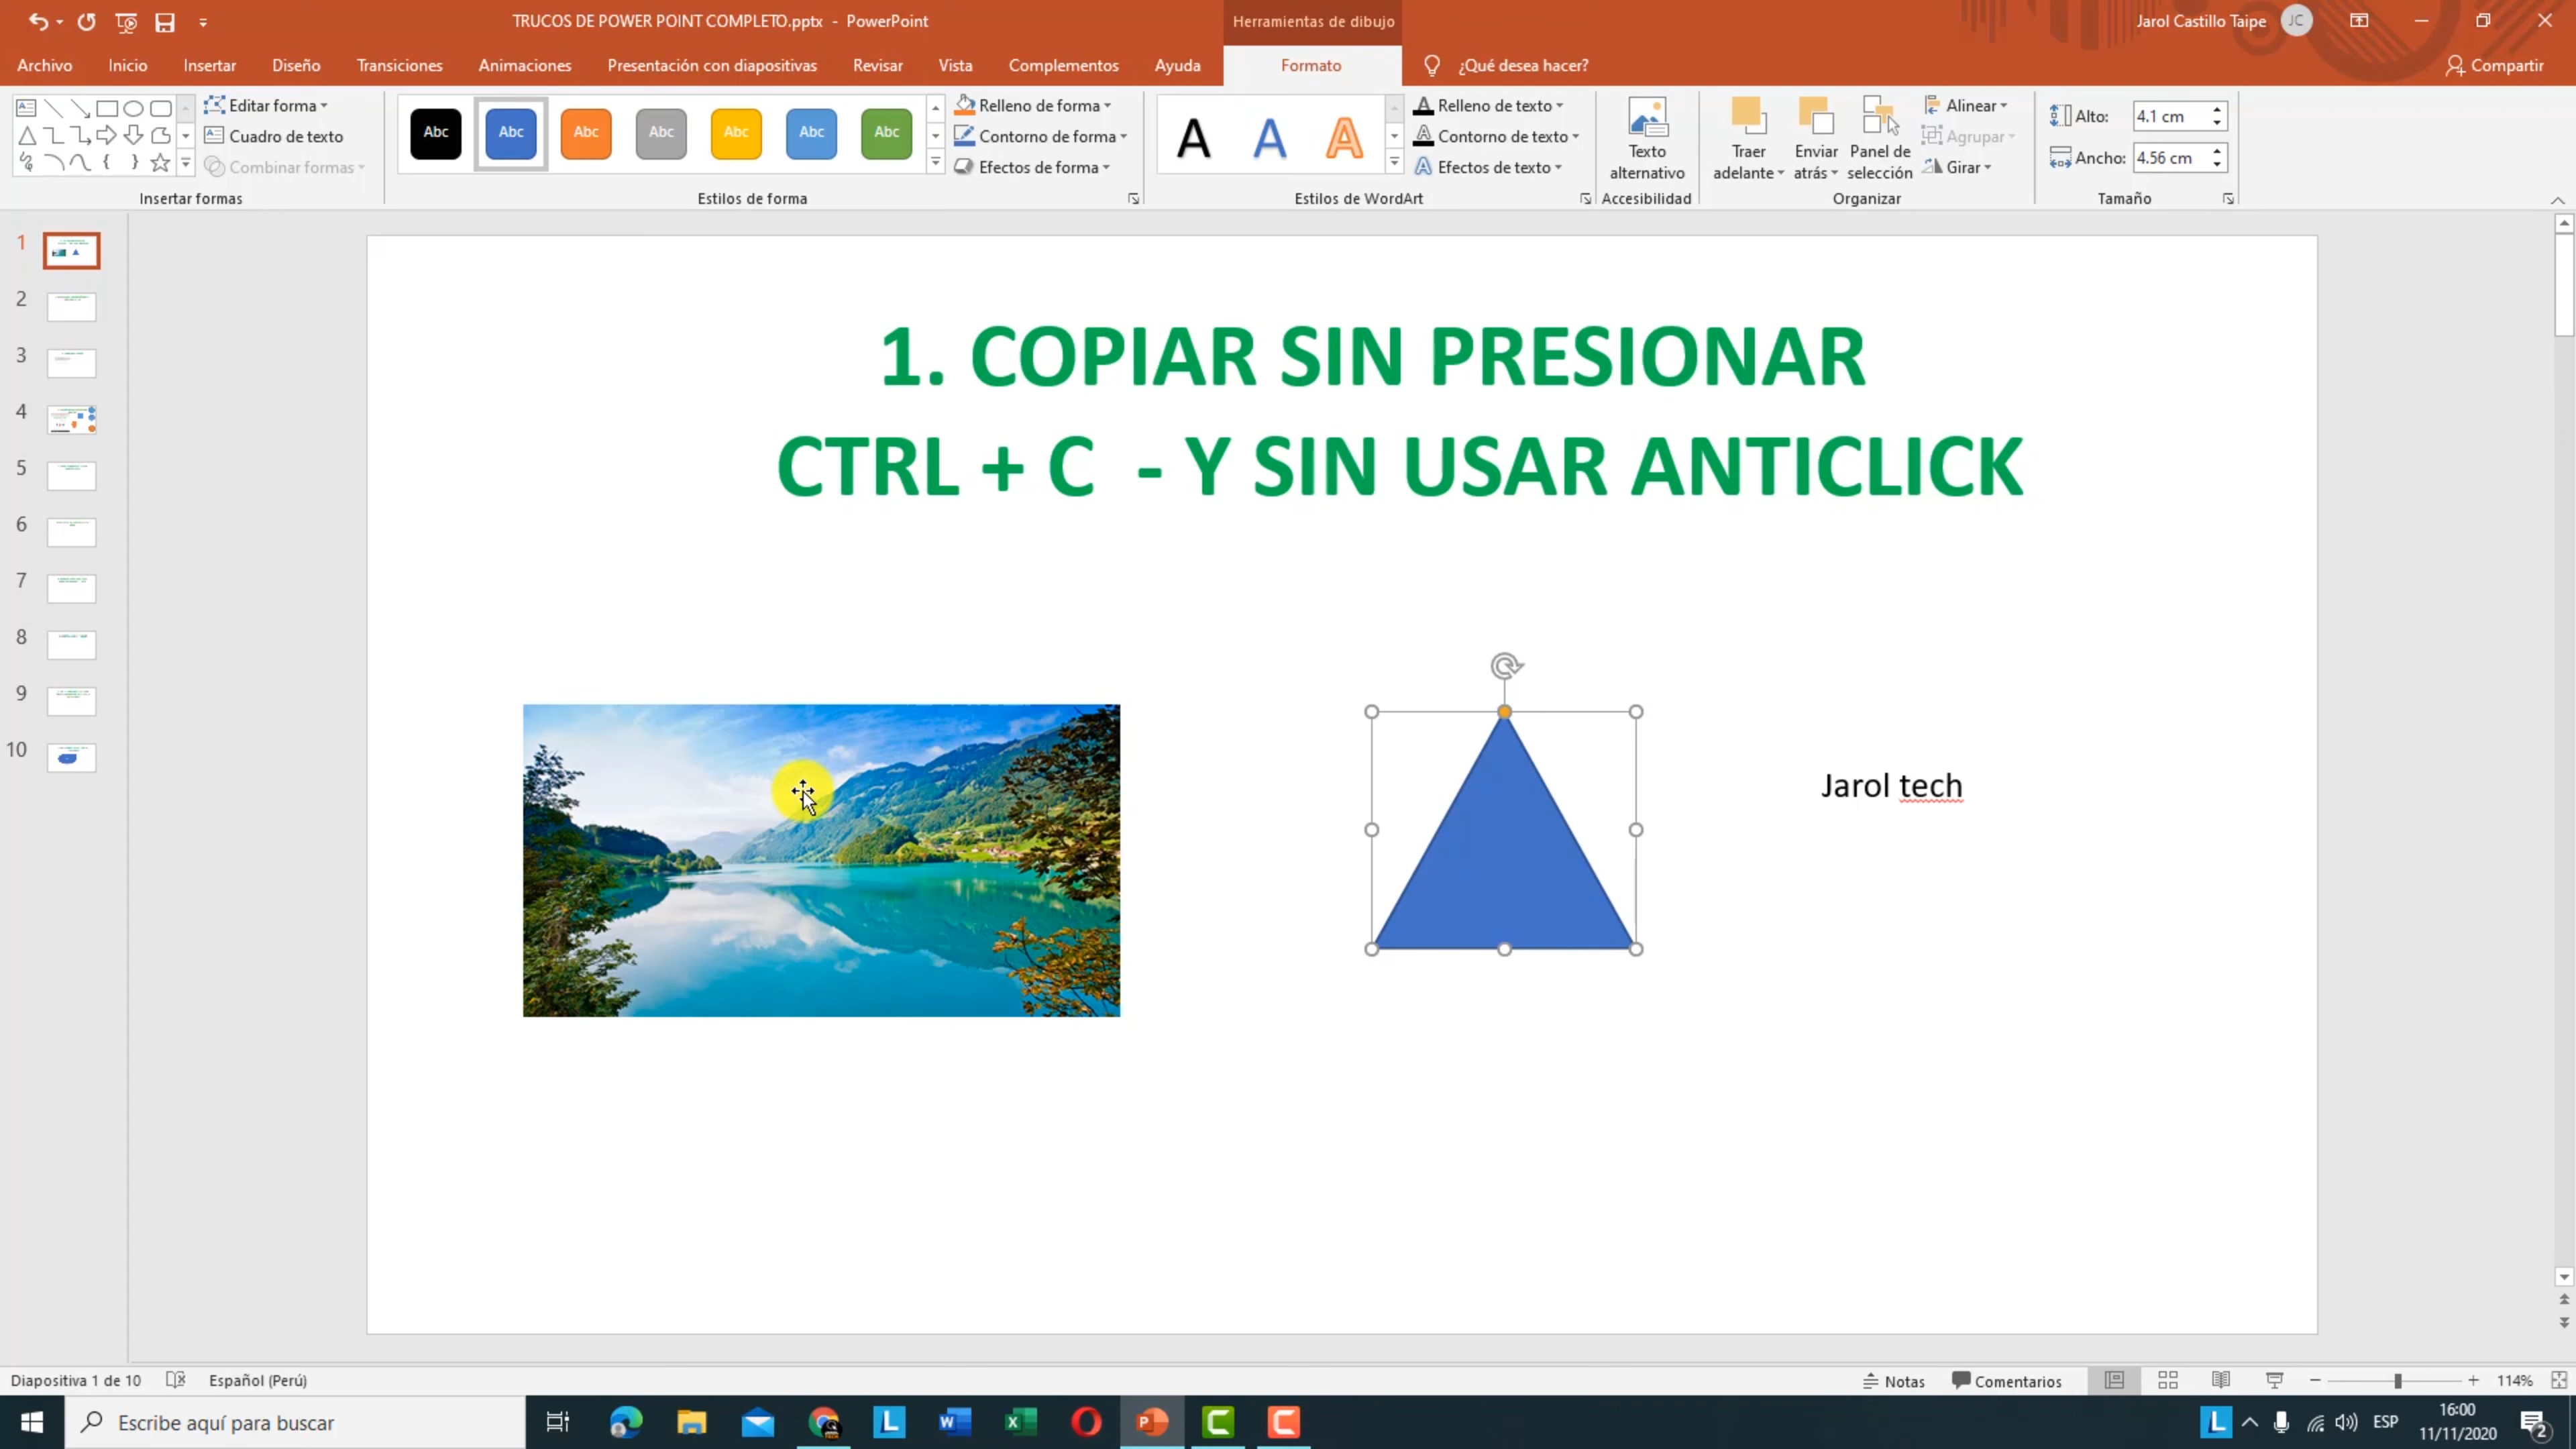 TRUCOS DE POWER POINT COMPLETO.pptx - PowerPoint
Herramientas de dibujo
Jarol Castillo Taipe
JC
Archivo Inicio Insertar Diseño Transiciones Animaciones Presentación con diapositivas Revisar Vista Complementos Ayuda Formato ¿Qué desea hacer? Compartir
Editar forma
Cuadro de texto
Combinar formas
Insertar formas
Abc Abc Abc Abc Abc Abc Abc
Relleno de forma
Contorno de forma
Efectos de forma
Estilos de forma
A A A
Relleno de texto
Contorno de texto
Efectos de texto
Estilos de WordArt
Texto
alternativo
Accesibilidad
Traer
adelante
Enviar
atrás
Panel de
selección
Alinear
Agrupar
Girar
Organizar
Alto: 4.1 cm
Ancho: 4.56 cm
Tamaño
1
2
3
4
5
6
7
8
9
10
1. COPIAR SIN PRESIONAR
CTRL + C - Y SIN USAR ANTICLICK
Jarol tech
Diapositiva 1 de 10 Español (Perú) Notas Comentarios 114%
Escribe aquí para buscar
ESP
16:00
11/11/2020
2